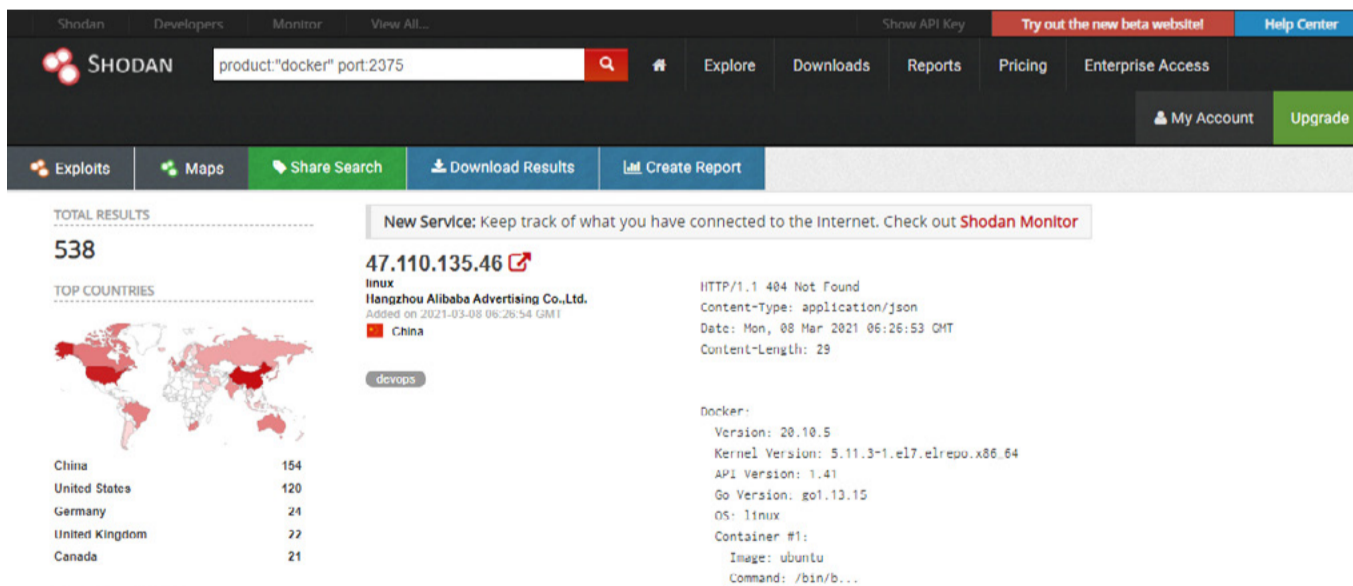 Shodan Developers Monitor View All...
Show API Key Try out the new beta website! Help Center
SHODAN product:"docker" port:2375 Explore Downloads Reports Pricing Enterprise Access
My Account Upgrade
Exploits Maps Share Search Download Results Create Report
TOTAL RESULTS
538
TOP COUNTRIES
China 154
United States 120
Germany 24
United Kingdom 22
Canada 21
New Service: Keep track of what you have connected to the Internet. Check out Shodan Monitor
47.110.135.46
linux
Hangzhou Alibaba Advertising Co.,Ltd.
Added on 2021-03-08 06:26:54 GMT
China
devops
HTTP/1.1 404 Not Found
Content-Type: application/json
Date: Mon, 08 Mar 2021 06:26:53 GMT
Content-Length: 29
Docker:
Version: 20.10.5
Kernel Version: 5.11.3-1.el7.elrepo.x86_64
API Version: 1.41
Go Version: go1.13.15
OS: linux
Container #1:
Image: ubuntu
Command: /bin/b...